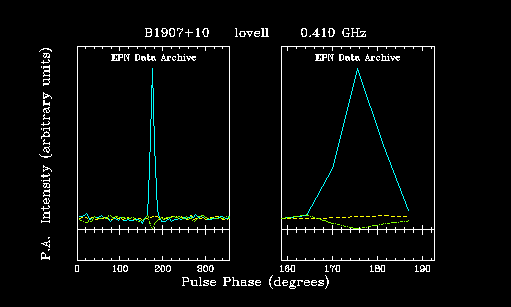 B1907+10 lovell 0.410 GHz
EPN Data Archive EPN Data Archive
P.A. Intensity (arbitrary units)
0 100 200 300 160 170 180 190
Pulse Phase (degrees)